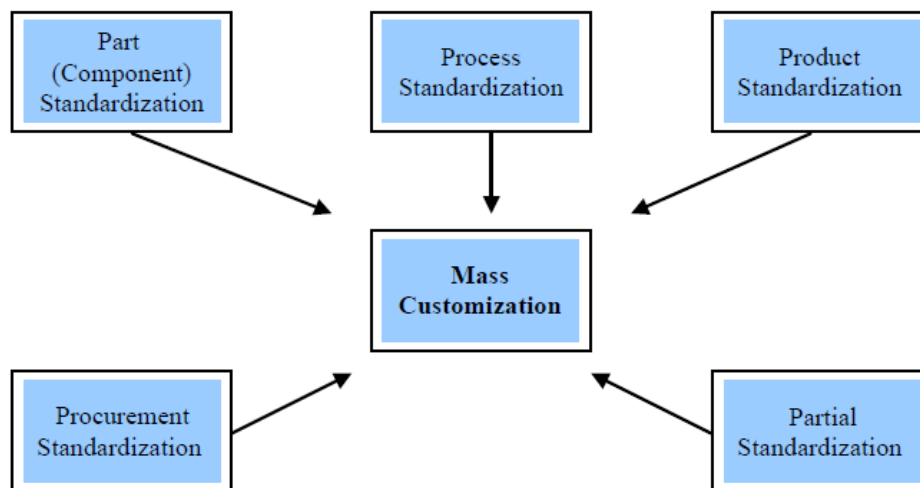 Part
(Component)
Standardization
Process
Standardization
Product
Standardization
Mass
Customization
Procurement
Standardization
Partial
Standardization